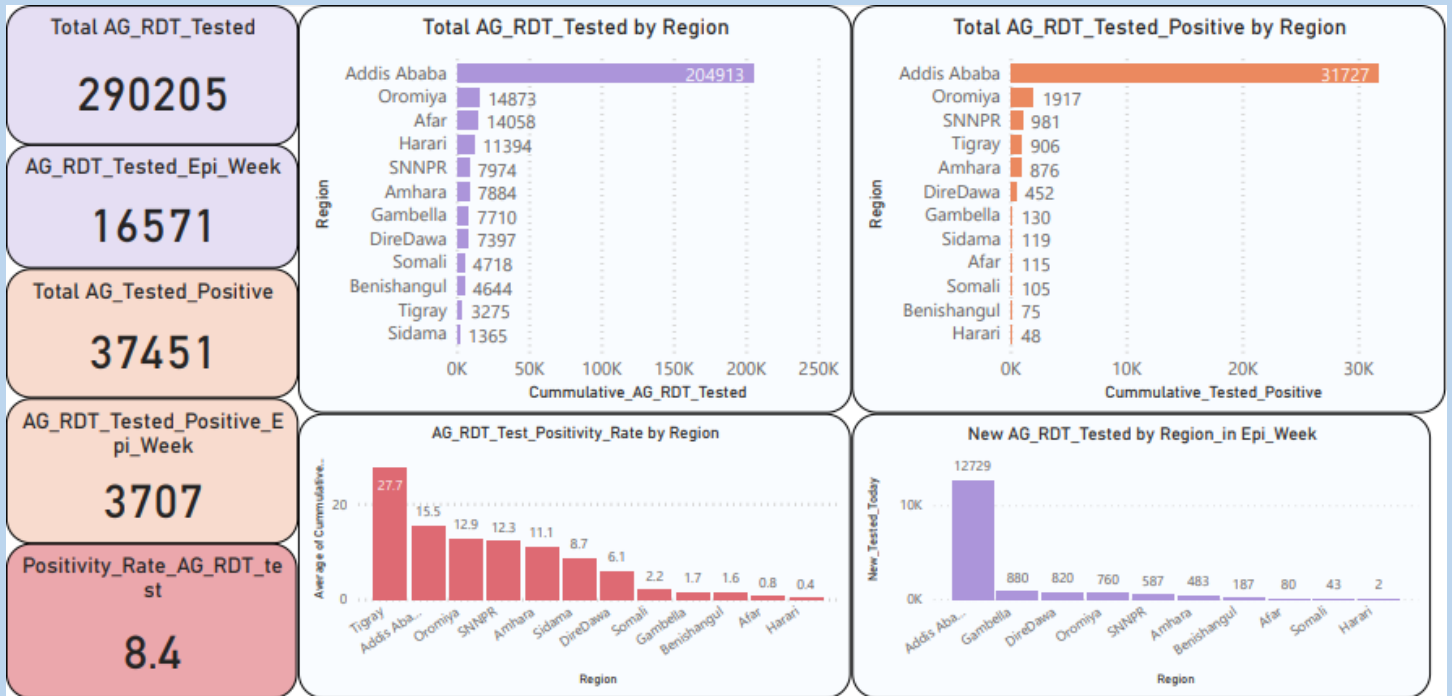 Total AG_RDT_Tested
290205
AG_RDT_Tested_Epi_Week
16571
Total AG_Tested_Positive
37451
AG_RDT_Tested_Positive_E
pi_Week
3707
Positivity_Rate_AG_RDT_te
st
8.4
Total AG_RDT_Tested by Region
Region
Addis Ababa 204913
Oromiya 14873
Afar 14058
Harari 11394
SNNPR 7974
Amhara 7884
Gambella 7710
DireDawa 7397
Somali 4718
Benishangul 4644
Tigray 3275
Sidama 1365
0K 50K 100K 150K 200K 250K
Cummulative_AG_RDT_Tested
Total AG_RDT_Tested_Positive by Region
Region
Addis Ababa 31727
Oromiya 1917
SNNPR 981
Tigray 906
Amhara 876
DireDawa 452
Gambella 130
Sidama 119
Afar 115
Somali 105
Benishangul 75
Harari 48
0K 10K 20K 30K
Cummulative_Tested_Positive
AG_RDT_Test_Positivity_Rate by Region
Average of Cummulative...
20
0
27.7 15.5 12.9 12.3 11.1 8.7 6.1 2.2 1.7 1.6 0.8 0.4
Tigray Addis Aba... Oromiya SNNPR Amhara Sidama DireDawa Somali Gambella Benishangul Afar Harari
Region
New AG_RDT_Tested by Region_in Epi_Week
New_Tested_Today
10K
0K
12729 880 820 760 587 483 187 80 43 2
Addis Aba... Gambella DireDawa Oromiya SNNPR Amhara Benishangul Afar Somali Harari
Region